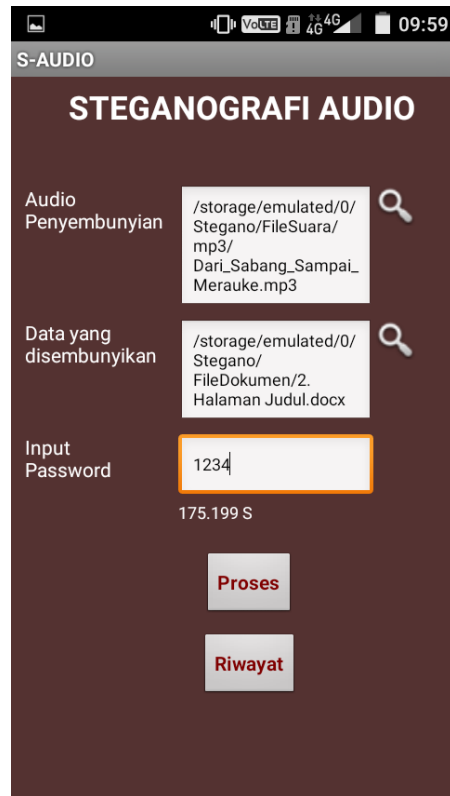 VoLTE 4G 4G 09:59
S-AUDIO
STEGANOGRAFI AUDIO
Audio
Penyembunyian
/storage/emulated/0/
Stegano/FileSuara/
mp3/
Dari_Sabang_Sampai_
Merauke.mp3
Data yang
disembunyikan
/storage/emulated/0/
Stegano/
FileDokumen/2.
Halaman Judul.docx
Input
Password
1234
175.199 S
Proses
Riwayat